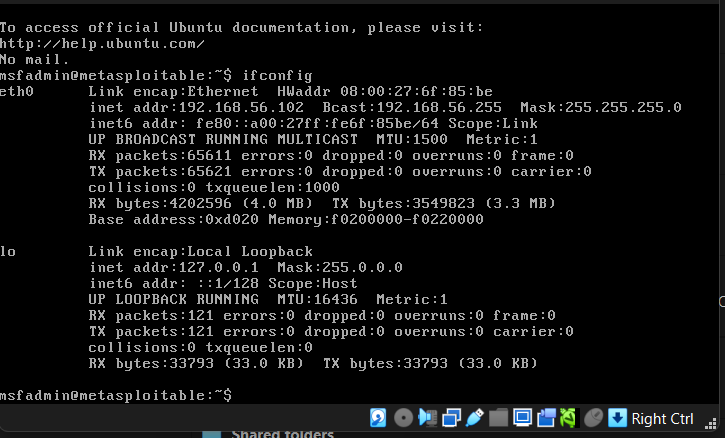 To access official Ubuntu documentation, please visit:
http://help.ubuntu.com/
No mail.
msfadmin@metasploitable:~$ ifconfig
eth0 Link encap:Ethernet HWaddr 08:00:27:6f:85:be
inet addr:192.168.56.102 Bcast:192.168.56.255 Mask:255.255.255.0
inet6 addr: fe80::a00:27ff:fe6f:85be/64 Scope:Link
UP BROADCAST RUNNING MULTICAST MTU:1500 Metric:1
RX packets:65611 errors:0 dropped:0 overruns:0 frame:0
TX packets:65621 errors:0 dropped:0 overruns:0 carrier:0
collisions:0 txqueuelen:1000
RX bytes:4202596 (4.0 MB) TX bytes:3549823 (3.3 MB)
Base address:0xd020 Memory:f0200000-f0220000
lo Link encap:Local Loopback
inet addr:127.0.0.1 Mask:255.0.0.0
inet6 addr: ::1/128 Scope:Host
UP LOOPBACK RUNNING MTU:16436 Metric:1
RX packets:121 errors:0 dropped:0 overruns:0 frame:0
TX packets:121 errors:0 dropped:0 overruns:0 carrier:0
collisions:0 txqueuelen:0
RX bytes:33793 (33.0 KB) TX bytes:33793 (33.0 KB)
msfadmin@metasploitable:~$
Right Ctrl
Shared folders